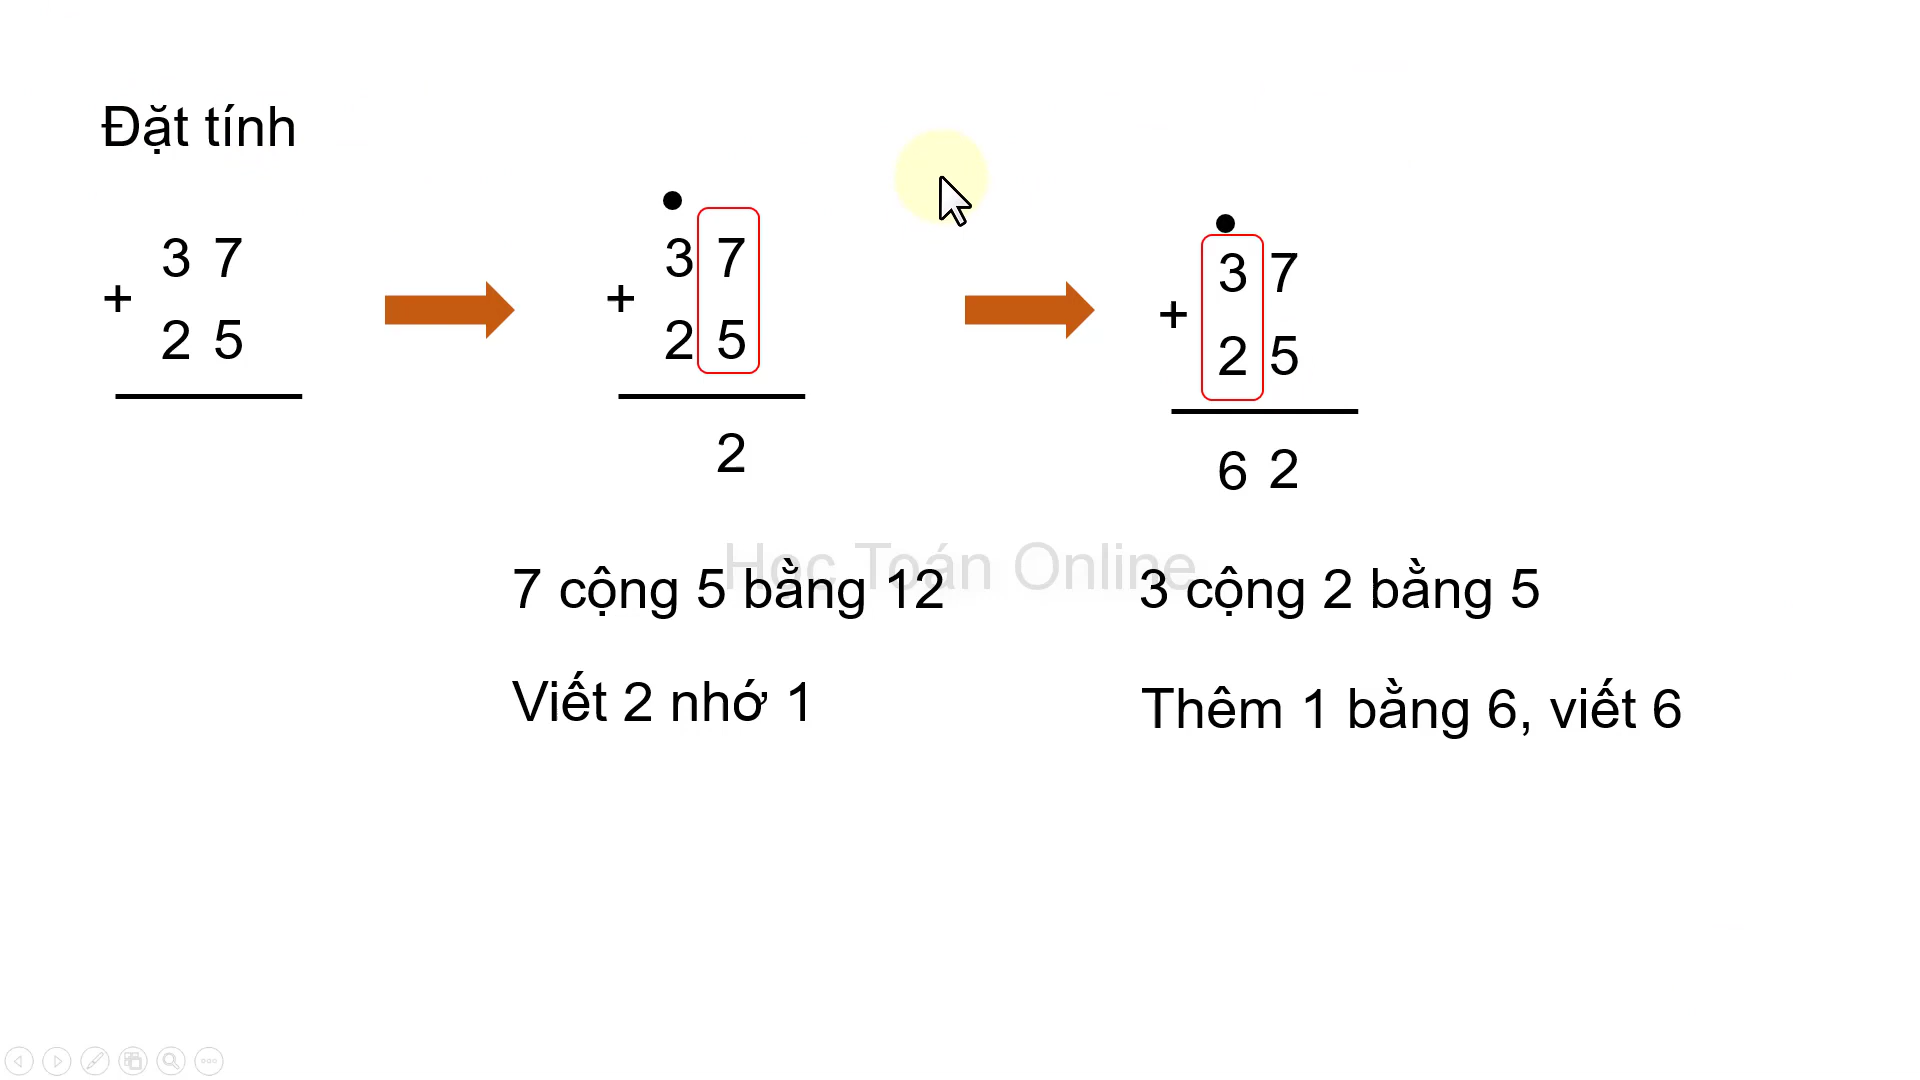 Đặt tính
3 7
+
2 5
3 7
+
2 5
2
3 7
+
2 5
6 2
Học Toán Online
7 cộng 5 bằng 12
Viết 2 nhớ 1
3 cộng 2 bằng 5
Thêm 1 bằng 6, viết 6